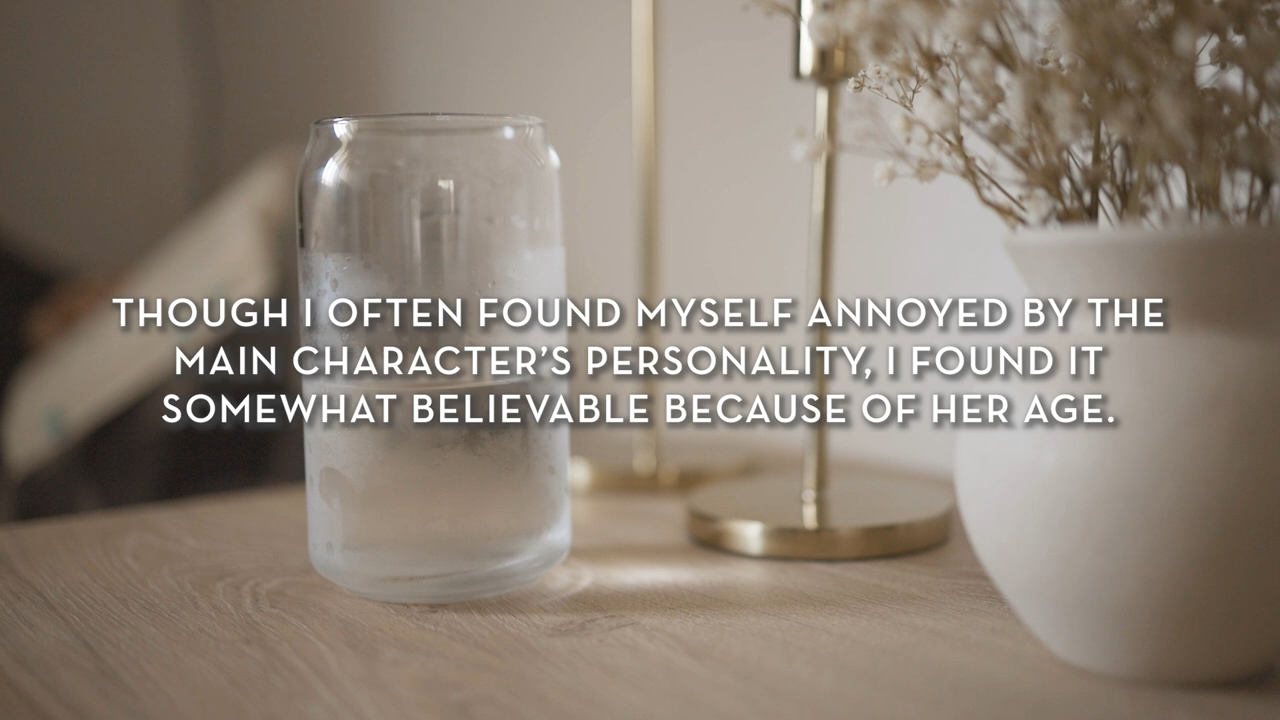 THOUGH I OFTEN FOUND MYSELF ANNOYED BY THE
MAIN CHARACTER’S PERSONALITY, I FOUND IT
SOMEWHAT BELIEVABLE BECAUSE OF HER AGE.